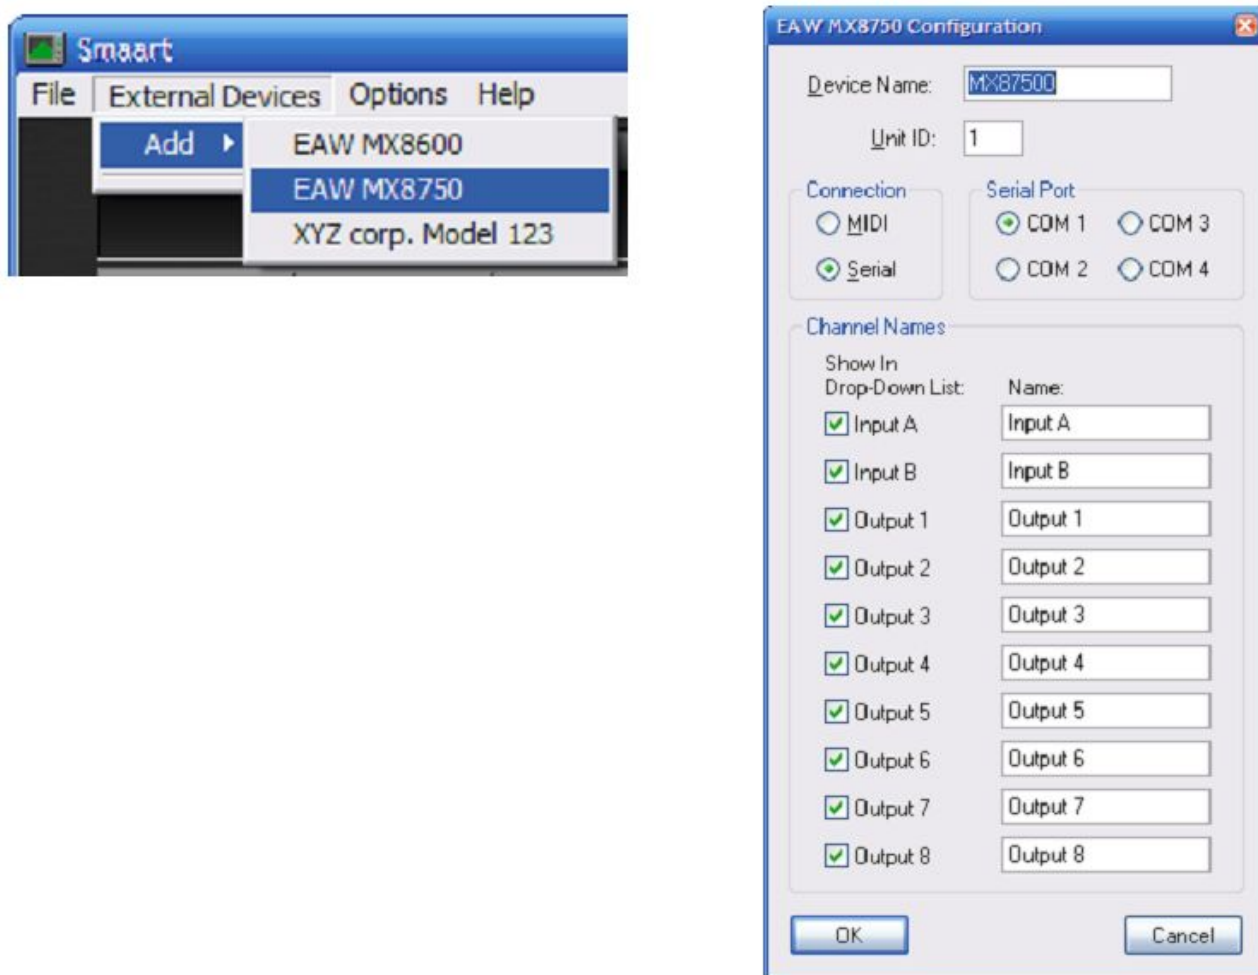 Smaart
File External Devices Options Help
Add EAW MX8600
EAW MX8750
XYZ corp. Model 123
EAW MX8750 Configuration
Device Name: MX87500
Unit ID: 1
Connection Serial Port
MIDI COM 1 COM 3
Serial COM 2 COM 4
Channel Names
Show In
Drop-Down List: Name:
Input A Input A
Input B Input B
Output 1 Output 1
Output 2 Output 2
Output 3 Output 3
Output 4 Output 4
Output 5 Output 5
Output 6 Output 6
Output 7 Output 7
Output 8 Output 8
OK Cancel